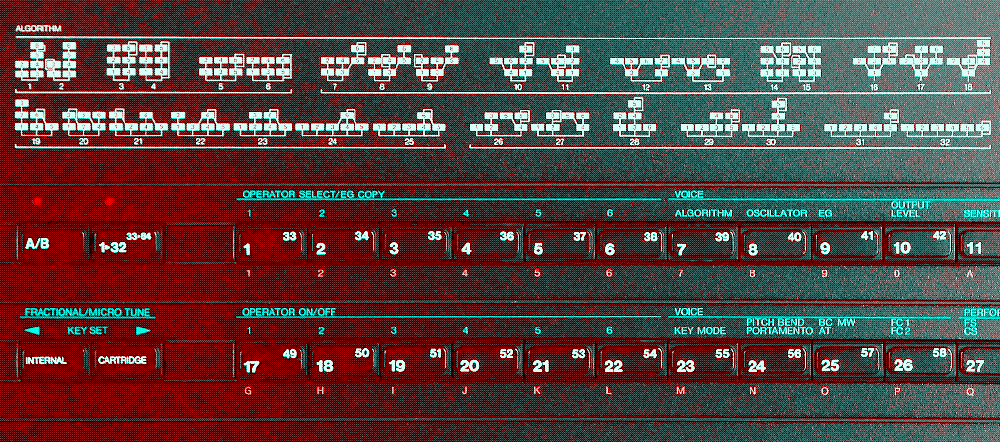 ALGORITHM
1 2 3 4 5 6 7 8 9 10 11 12 13 14 15 16 17 18
19 20 21 22 23 24 25 26 27 28 29 30 31 32
OPERATOR SELECT/EG COPY VOICE
1 2 3 4 5 6 ALGORITHM OSCILLATOR EG OUTPUT LEVEL
A/B 1-32 33-64 1 33 2 34 3 35 4 36 5 37 6 38 7 39 8 40 9 41 10 42 11
1 2 3 4 5 6 7 8 9 0 A
FRACTIONAL/MICRO TUNE OPERATOR ON/OFF VOICE
◀ KEY SET ▶ 1 2 3 4 5 6 KEY MODE PITCH BEND PORTAMENTO BC MW AT FC1 FC2 FS CS
INTERNAL CARTRIDGE 17 49 18 50 19 51 20 52 21 53 22 54 23 55 24 56 25 57 26 58 27
G H I J K L M N O P Q